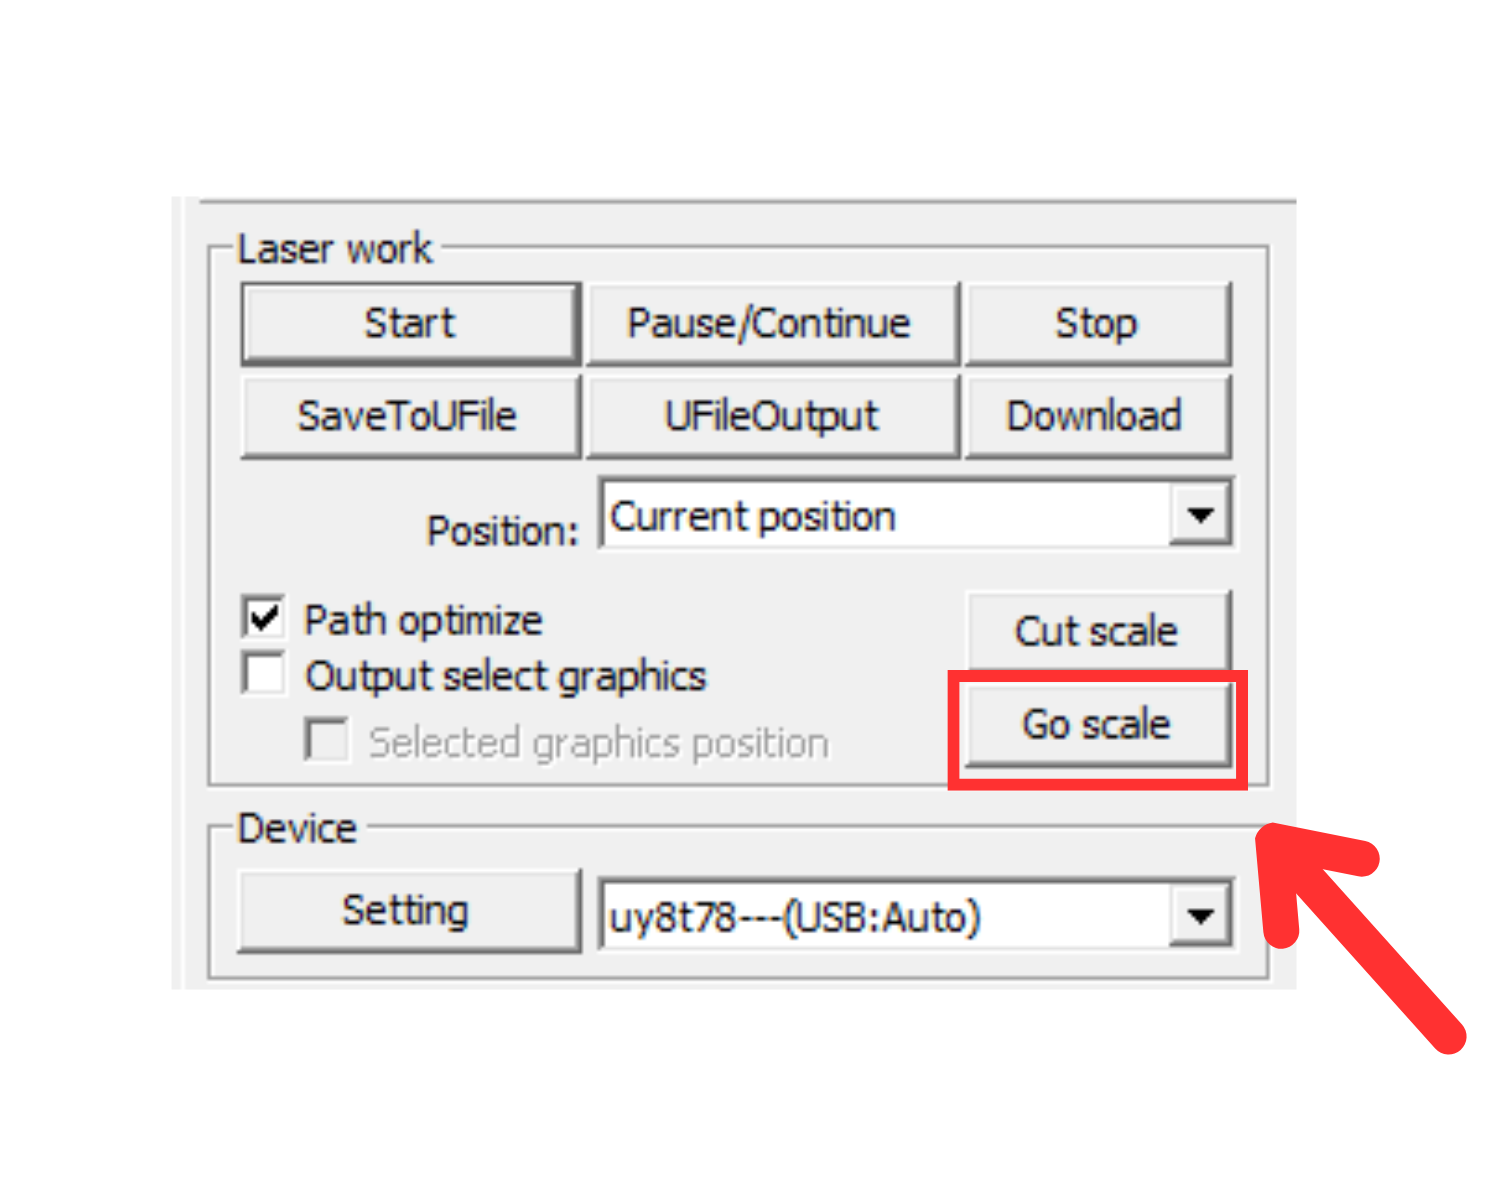 Laser work
Start Pause/Continue Stop
SaveToUFile UFileOutput Download
Position: Current position
Path optimize
Cut scale
Output select graphics
Go scale
Selected graphics position
Device
Setting uy8t78---(USB:Auto)